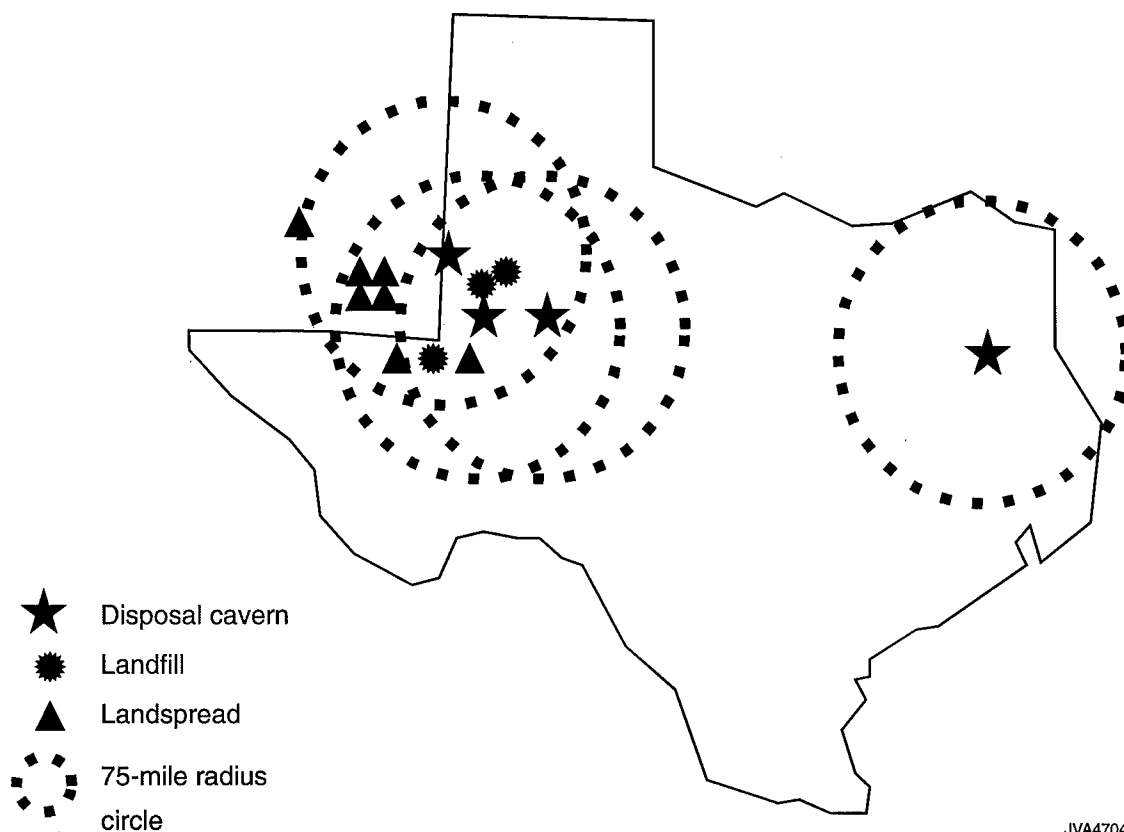 Disposal cavern
Landfill
Landspread
75-mile radius
circle
JVA4704